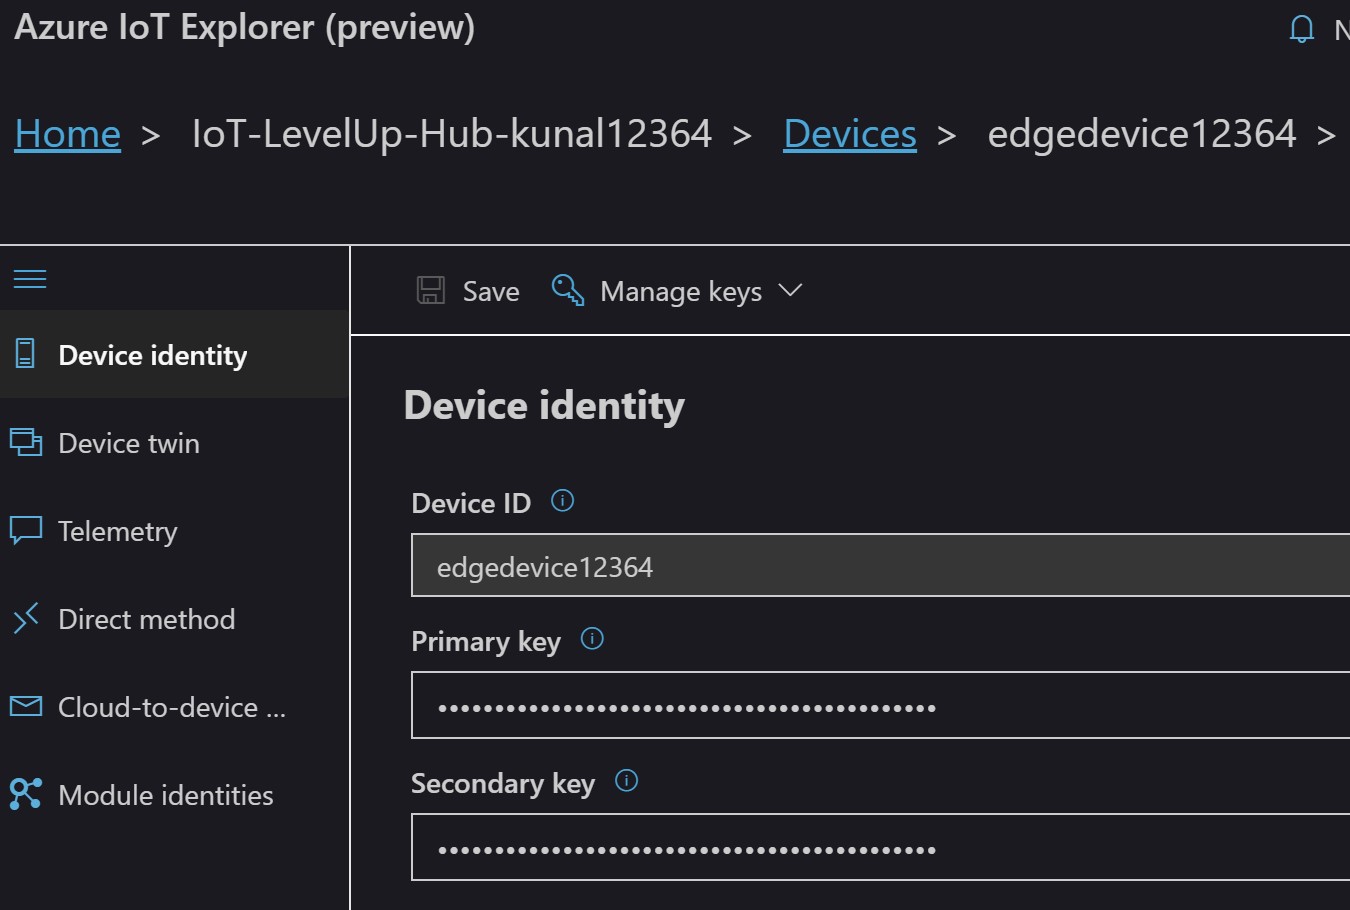 Azure IoT Explorer (preview)
Home > IoT-LevelUp-Hub-kunal12364 > Devices > edgedevice12364 >
Save Manage keys
Device identity
Device twin
Telemetry
Direct method
Cloud-to-device ...
Module identities
Device identity
Device ID
edgedevice12364
Primary key
••••••••••••••••••••••••••••••••••••••••••••
Secondary key
••••••••••••••••••••••••••••••••••••••••••••